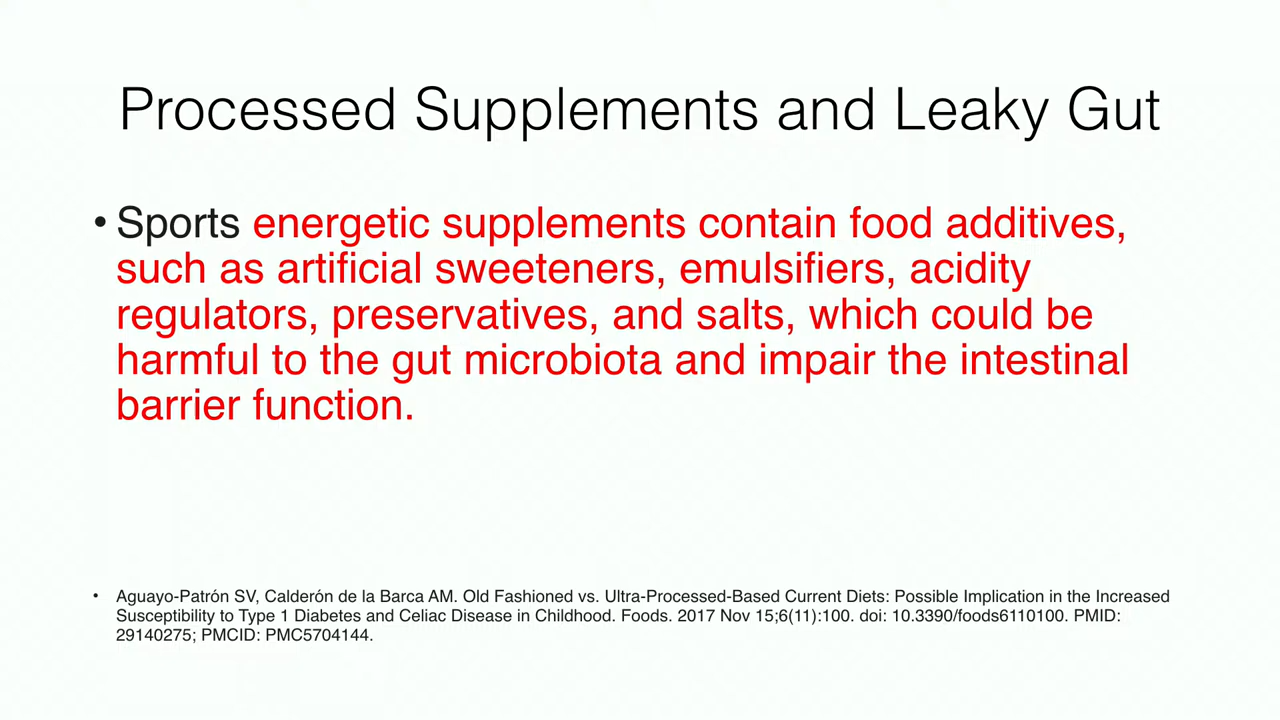 Processed Supplements and Leaky Gut
• Sports energetic supplements contain food additives,
such as artificial sweeteners, emulsifiers, acidity
regulators, preservatives, and salts, which could be
harmful to the gut microbiota and impair the intestinal
barrier function.
• Aguayo-Patrón SV, Calderón de la Barca AM. Old Fashioned vs. Ultra-Processed-Based Current Diets: Possible Implication in the Increased
Susceptibility to Type 1 Diabetes and Celiac Disease in Childhood. Foods. 2017 Nov 15;6(11):100. doi: 10.3390/foods6110100. PMID:
29140275; PMCID: PMC5704144.